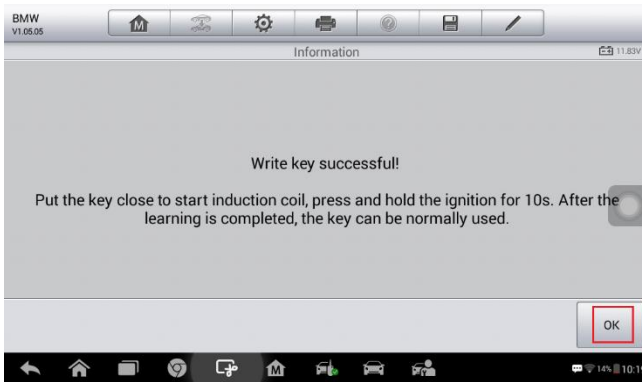 BMW
V1.05.05
Information
11.83V
Write key successful!
Put the key close to start induction coil, press and hold the ignition for 10s. After the
learning is completed, the key can be normally used.
OK
14%